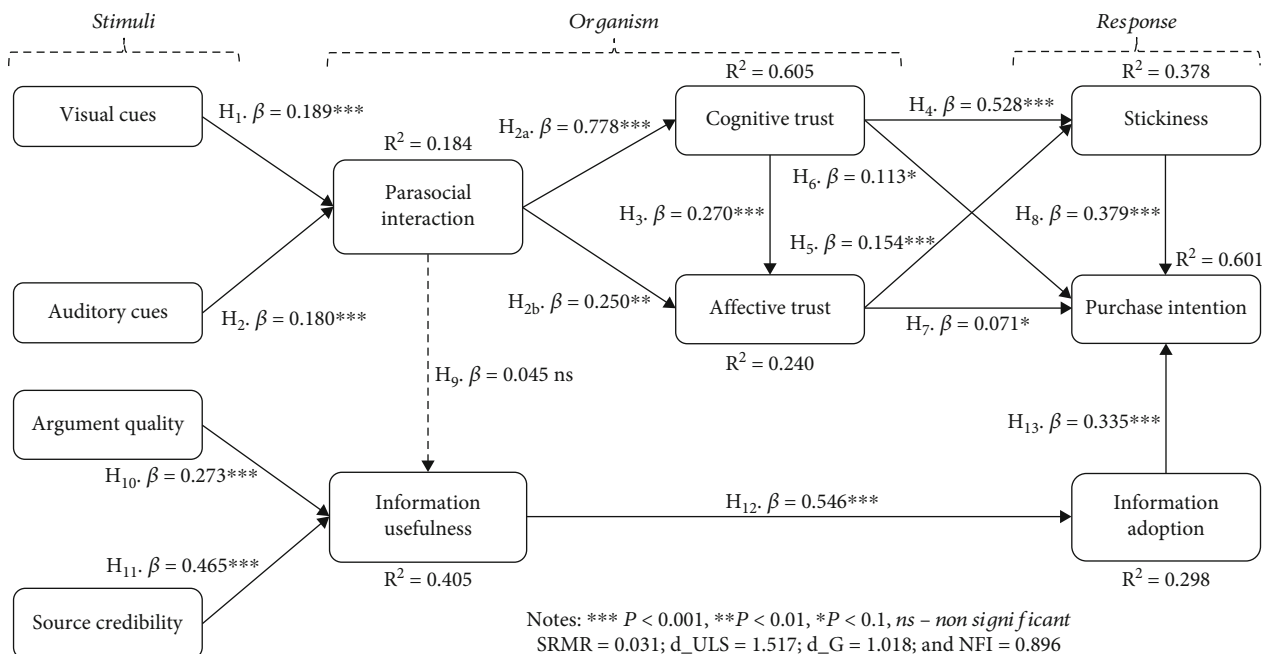 Stimuli
Organism
Response
R² = 0.605
R² = 0.378
Visual cues
H₁. β = 0.189***
H₂ₐ. β = 0.778***
Cognitive trust
H₄. β = 0.528***
Stickiness
R² = 0.184
Parasocial
interaction
H₆. β = 0.113*
H₃. β = 0.270***
H₈. β = 0.379***
H₅. β = 0.154***
R² = 0.601
Auditory cues
H₂. β = 0.180***
H₂b. β = 0.250**
Affective trust
H₇. β = 0.071*
Purchase intention
R² = 0.240
H₉. β = 0.045 ns
Argument quality
H₁₃. β = 0.335***
H₁₀. β = 0.273***
Information
usefulness
H₁₂. β = 0.546***
Information
adoption
H₁₁. β = 0.465***
R² = 0.405
R² = 0.298
Source credibility
Notes: *** P < 0.001, **P < 0.01, *P < 0.1, ns – non significant
SRMR = 0.031; d_ULS = 1.517; d_G = 1.018; and NFI = 0.896